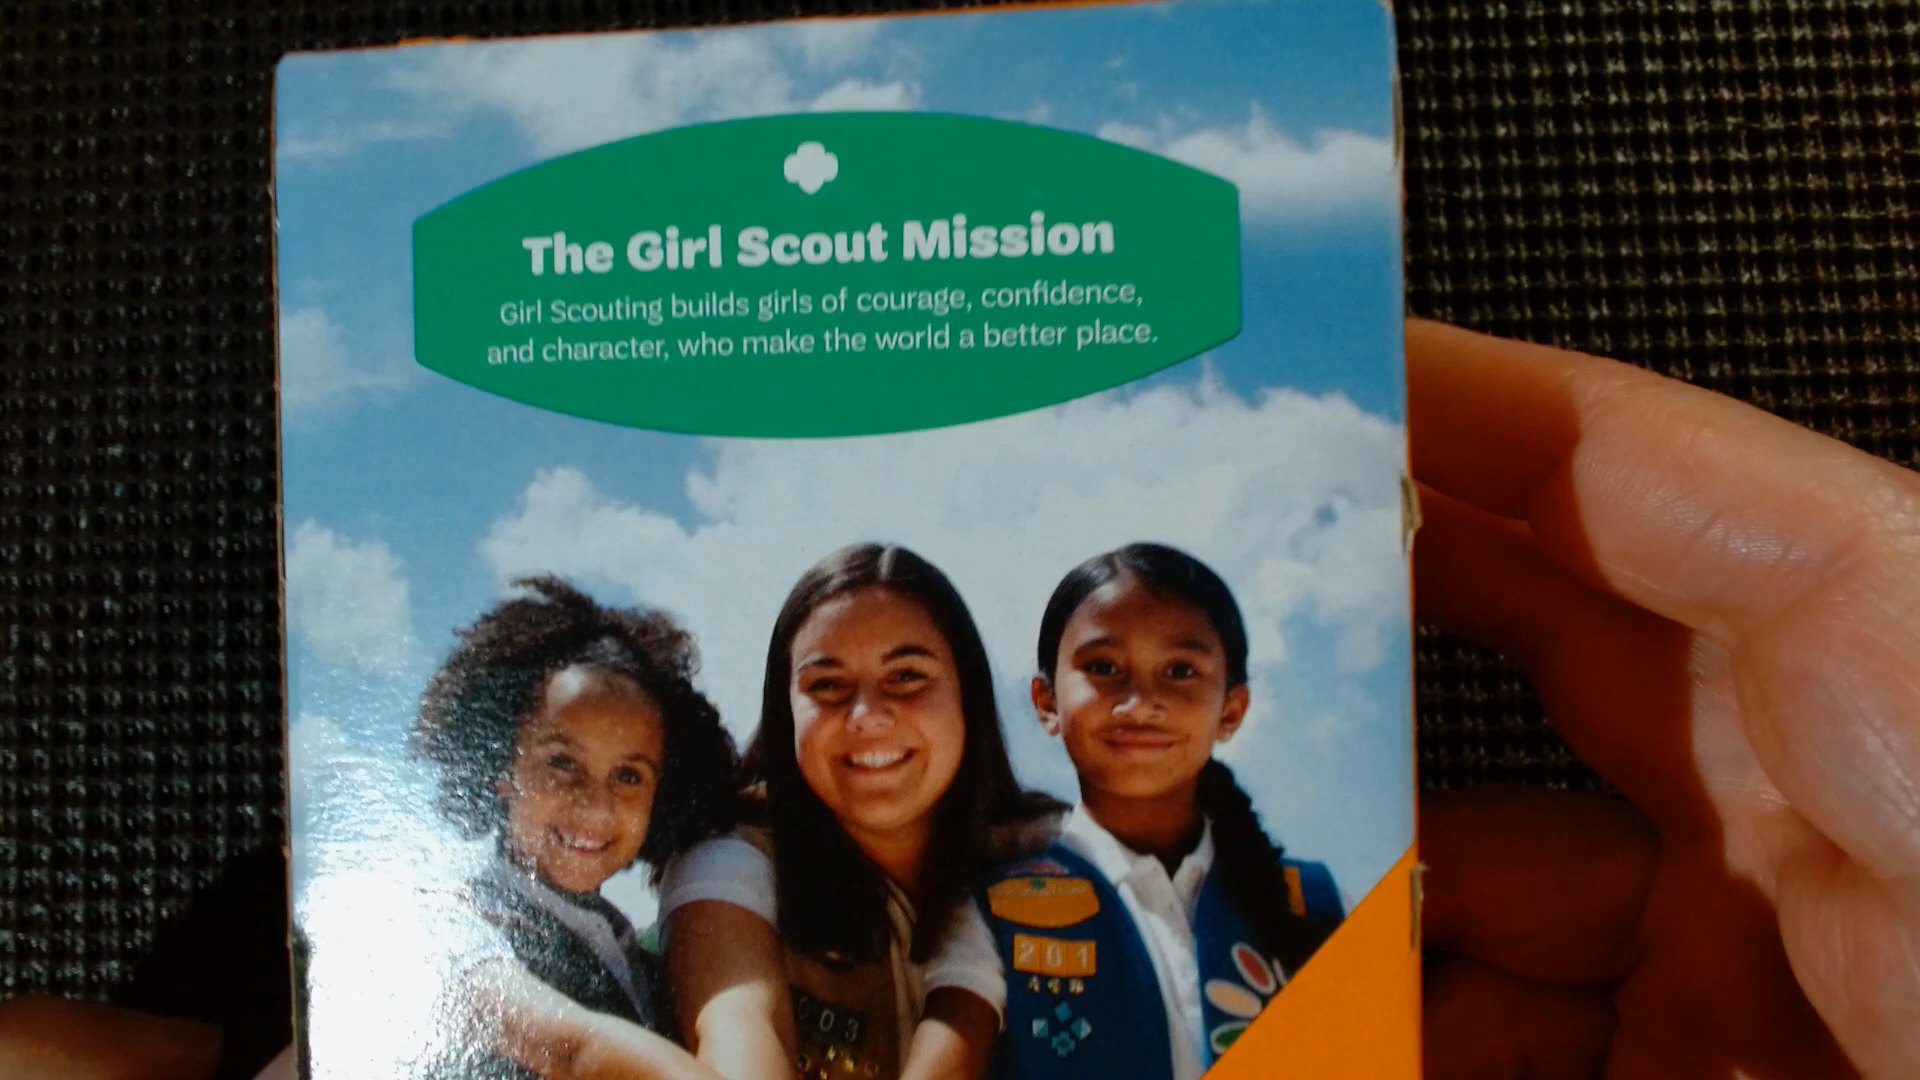 The Girl Scout Mission
Girl Scouting builds girls of courage, confidence,
and character, who make the world a better place.
201
003